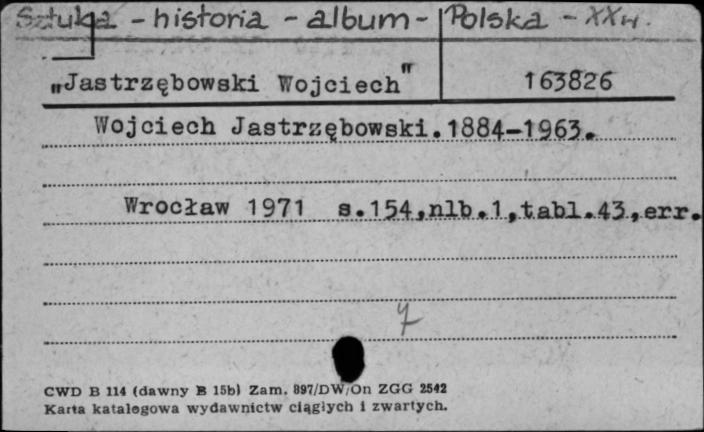 Sztuka - historia - album - Polska - XX w.
"Jastrzębowski Wojciech" 163826
Wojciech Jastrzębowski.1884-1963.
Wrocław 1971 s.154,nlb.1,tabl.43,err.
CWD B 114 (dawny B 15b) Zam. 897/DW/On ZGG 2542
Karta katalogowa wydawnictw ciągłych i zwartych.